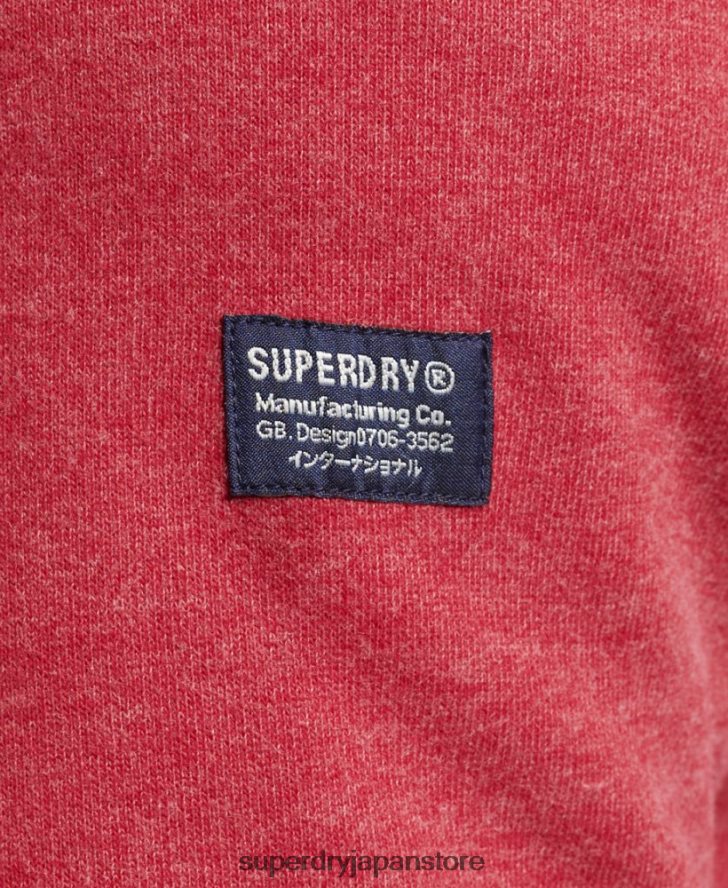 SUPERDRY®
Manufacturing Co.
GB. Design0706-3562
インターナショナル
superdryjapanstore